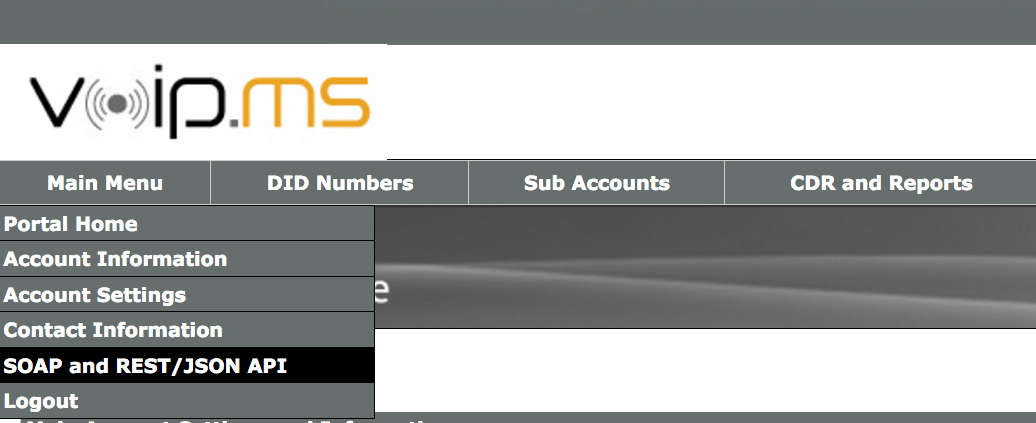 voip.ms
Main Menu DID Numbers Sub Accounts CDR and Reports
Portal Home
Account Information
e
Account Settings
Contact Information
SOAP and REST/JSON API
Logout